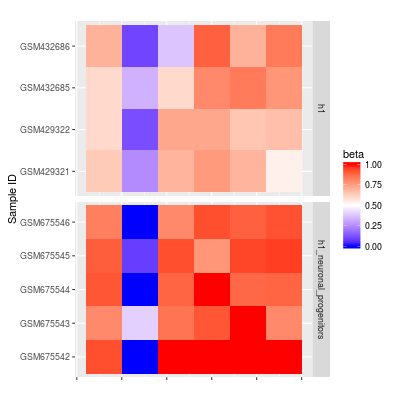 GSM432686
GSM432685
GSM429322
GSM429321
h1
GSM675546
GSM675545
GSM675544
GSM675543
GSM675542
h1_neuronal_progenitors
Sample ID
beta
1.00
0.75
0.50
0.25
0.00